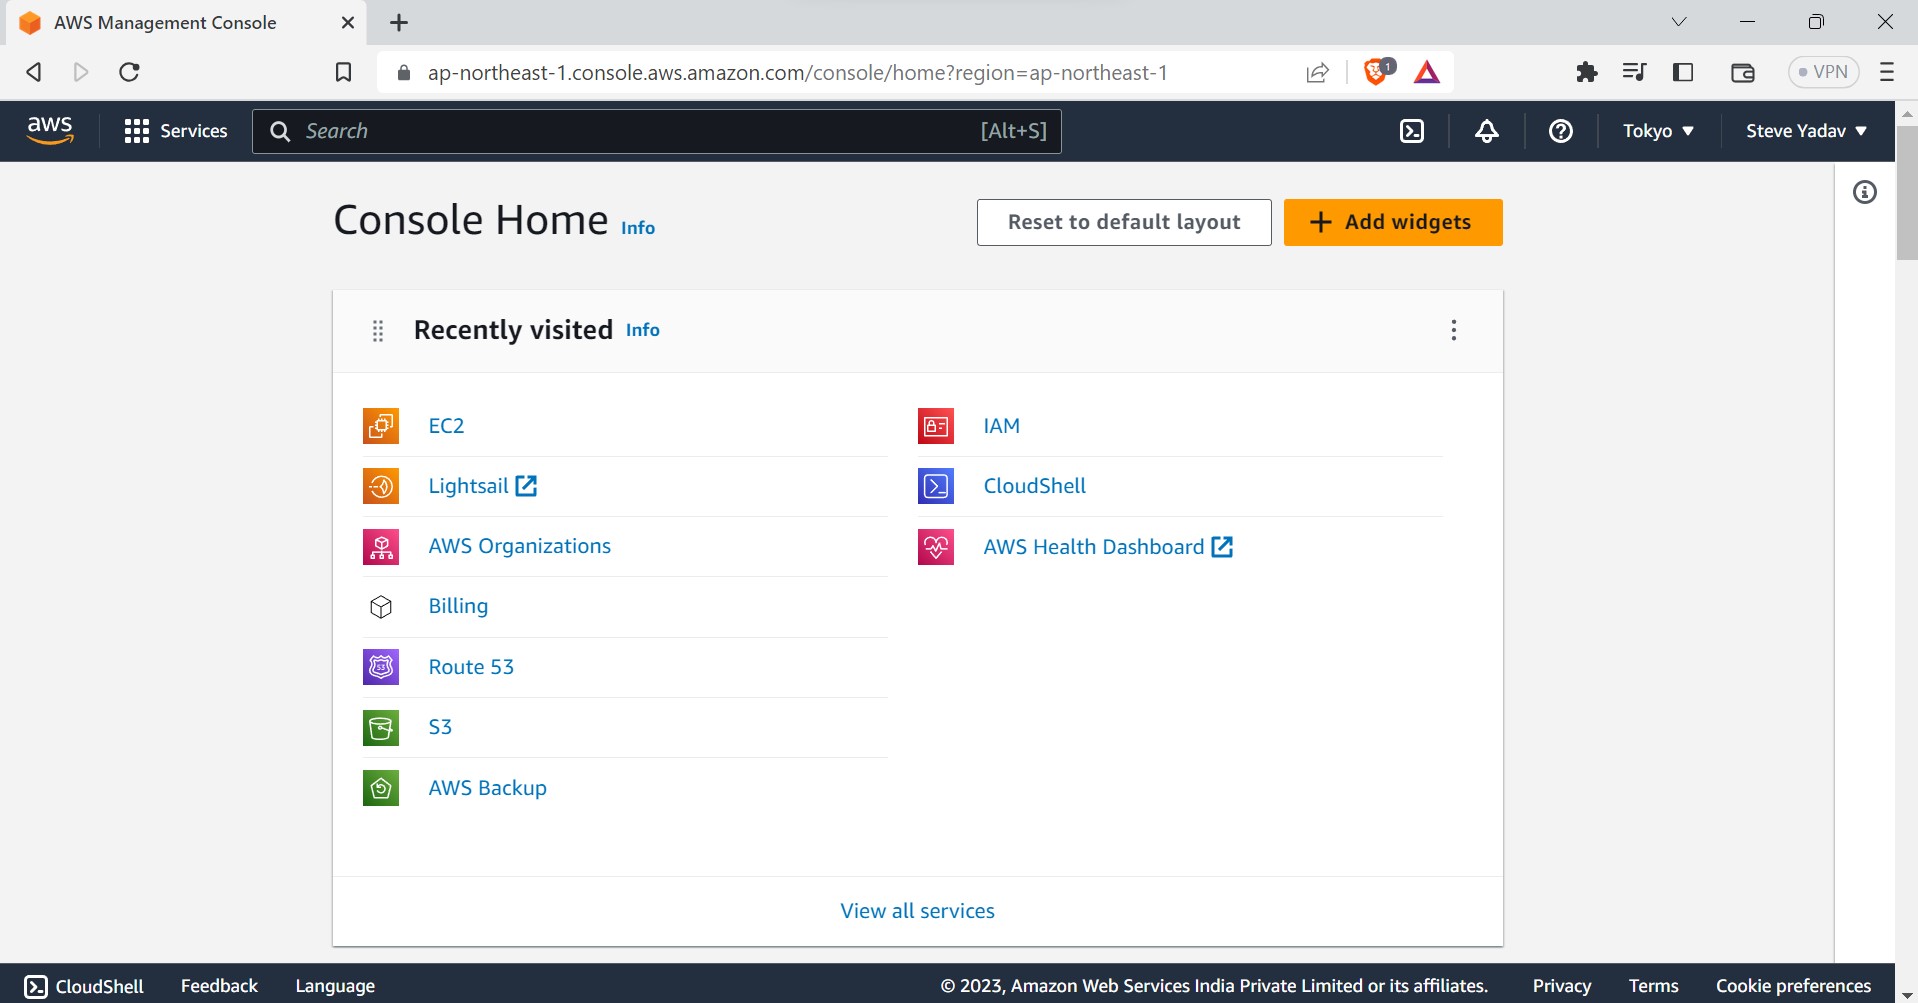 AWS Management Console
ap-northeast-1.console.aws.amazon.com/console/home?region=ap-northeast-1
1
VPN
aws
Services
Search
[Alt+S]
Tokyo
Steve Yadav
Console Home Info
Reset to default layout
Add widgets
Recently visited Info
EC2
Lightsail
AWS Organizations
Billing
53
Route 53
S3
AWS Backup
IAM
CloudShell
AWS Health Dashboard
View all services
CloudShell Feedback Language © 2023, Amazon Web Services India Private Limited or its affiliates. Privacy Terms Cookie preferences